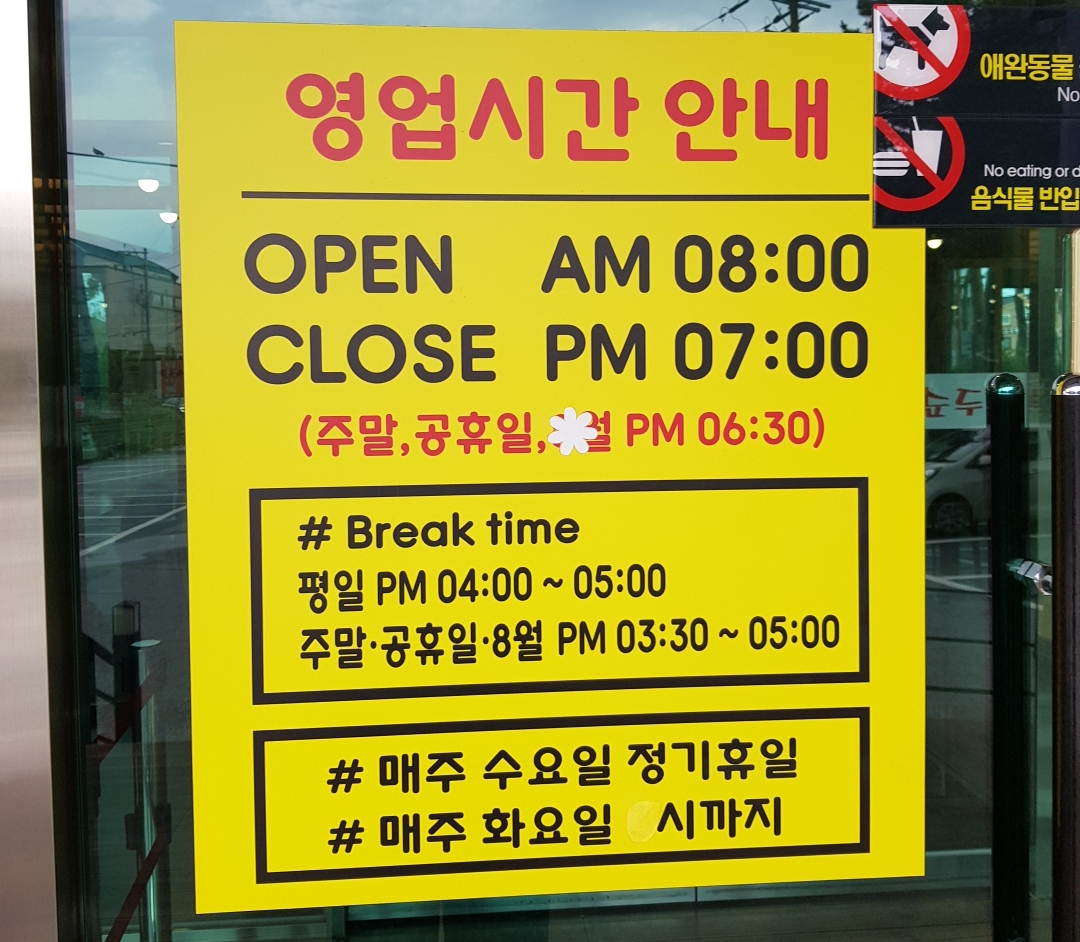 영업시간 안내
OPEN AM 08:00
CLOSE PM 07:00
(주말,공휴일, PM 06:30)
# Break time
평일 PM 04:00 ~ 05:00
주말·공휴일·8월 PM 03:30 ~ 05:00
# 매주 수요일 정기휴일
# 매주 화요일 시까지
애완동물
No
No eating or d
음식물 반입